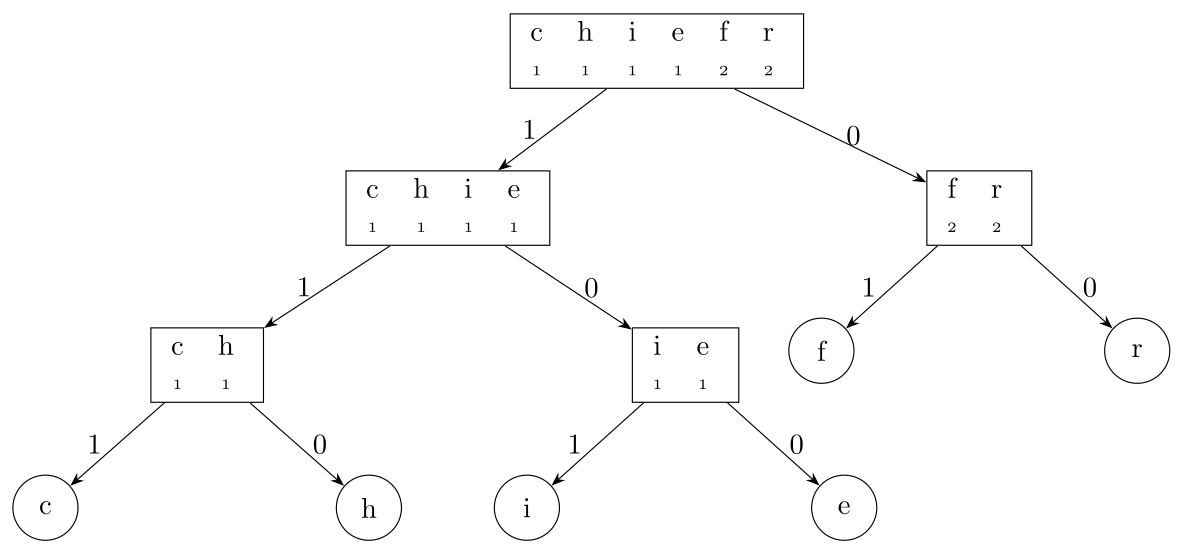 c h i e f r
1 1 1 1 2 2
1 0
c h i e
1 1 1 1
f r
2 2
1 0 1 0
c h
1 1
i e
1 1
f r
1 0 1 0
c h i e